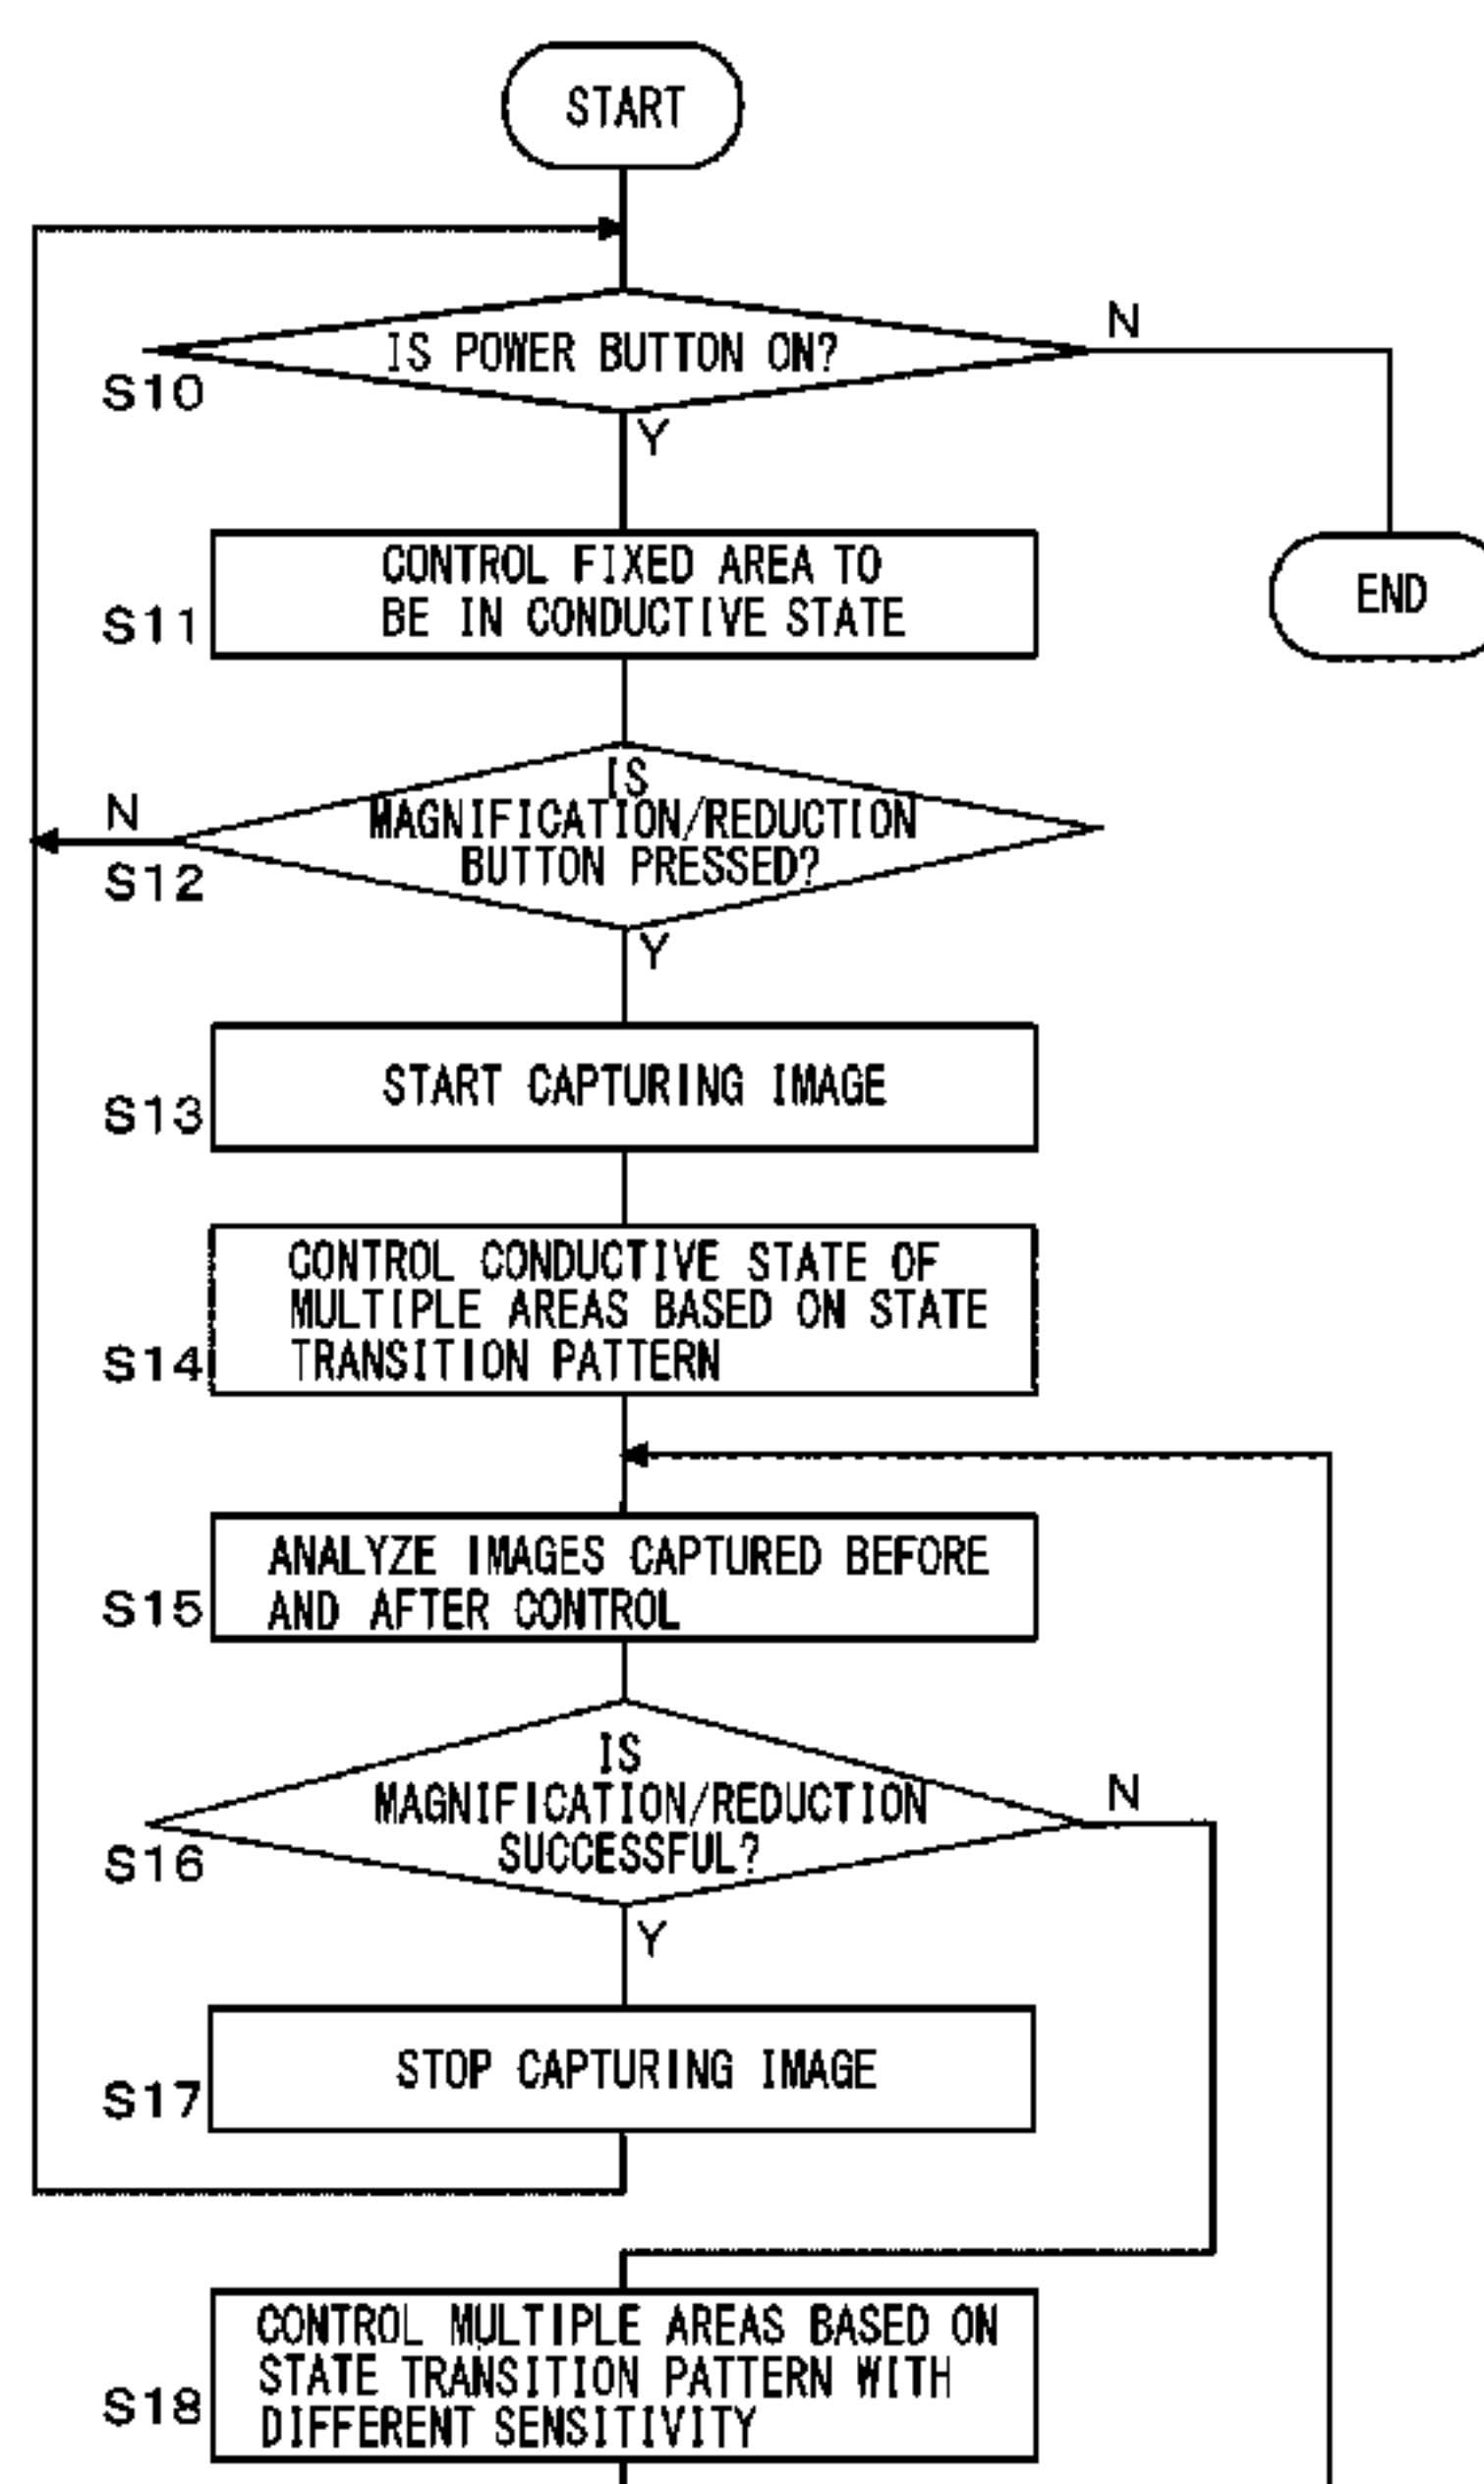 START
IS POWER BUTTON ON?
N
S10
Y
CONTROL FIXED AREA TO
BE IN CONDUCTIVE STATE
S11
END
IS
MAGNIFICATION/REDUCTION
BUTTON PRESSED?
N
S12
Y
START CAPTURING IMAGE
S13
CONTROL CONDUCTIVE STATE OF
MULTIPLE AREAS BASED ON STATE
TRANSITION PATTERN
S14
ANALYZE IMAGES CAPTURED BEFORE
AND AFTER CONTROL
S15
IS
MAGNIFICATION/REDUCTION
SUCCESSFUL?
N
S16
Y
STOP CAPTURING IMAGE
S17
CONTROL MULTIPLE AREAS BASED ON
STATE TRANSITION PATTERN WITH
DIFFERENT SENSITIVITY
S18